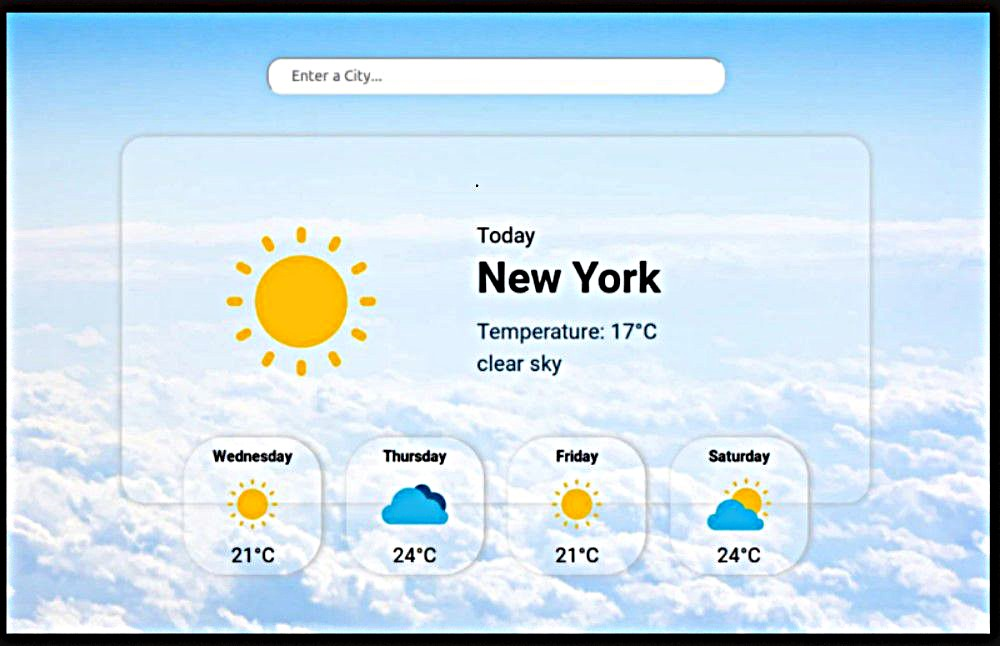 Enter a City...
Today
New York
Temperature: 17°C
clear sky
Wednesday
Thursday
Friday
Saturday
21°C
24°C
21°C
24°C